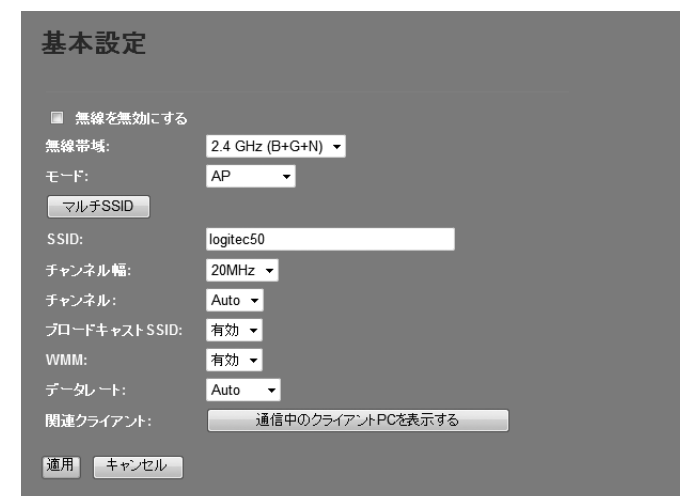 基本設定
無線を無効にする
無線帯域: 2.4 GHz (B+G+N)
モード: AP
マルチSSID
SSID: logitec50
チャンネル幅: 20MHz
チャンネル: Auto
ブロードキャストSSID: 有効
WMM: 有効
データレート: Auto
関連クライアント: 通信中のクライアントPCを表示する
適用 キャンセル